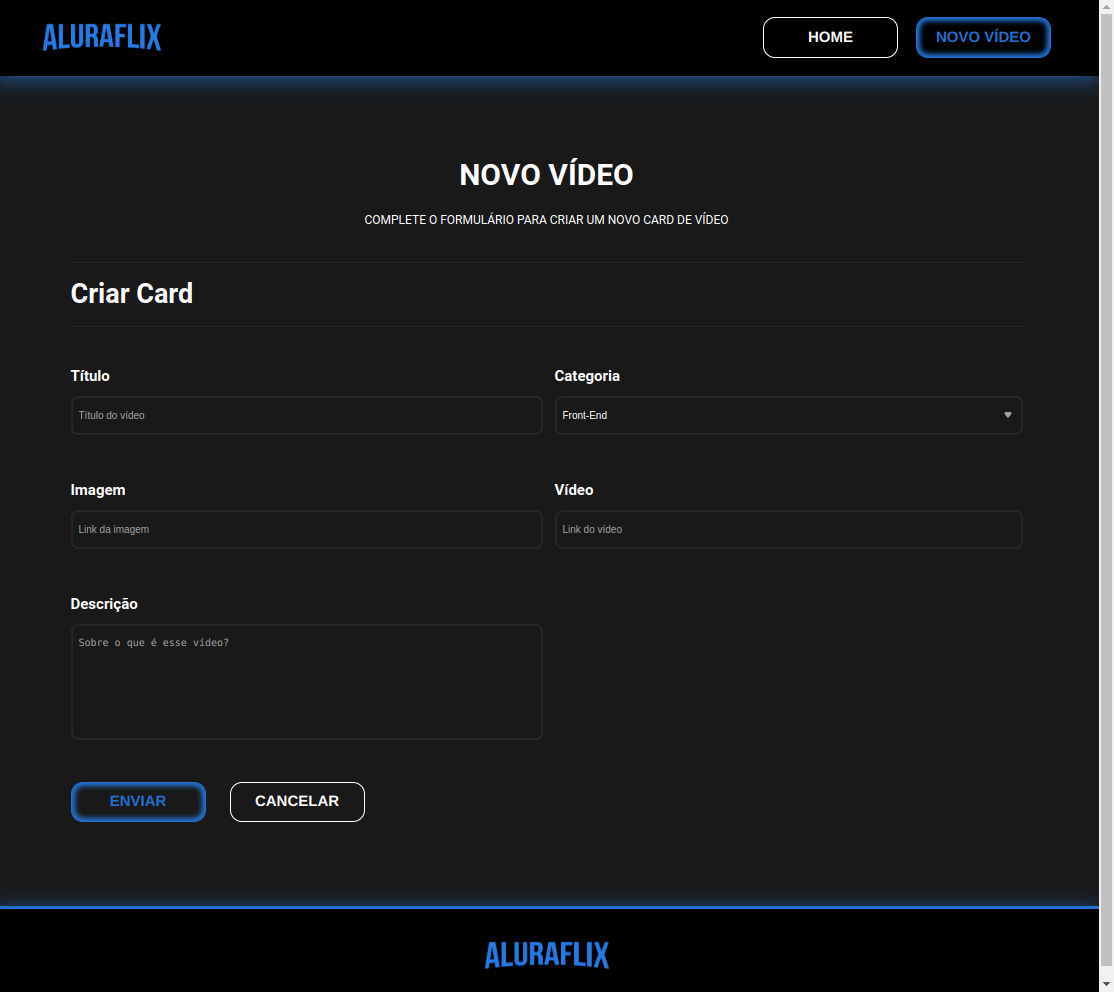 ALURAFLIX
HOME
NOVO VÍDEO
NOVO VÍDEO
COMPLETE O FORMULÁRIO PARA CRIAR UM NOVO CARD DE VÍDEO
Criar Card
Título
Categoria
Título do vídeo
Front-End
Imagem
Vídeo
Link da imagem
Link do vídeo
Descrição
Sobre o que é esse vídeo?
ENVIAR
CANCELAR
ALURAFLIX